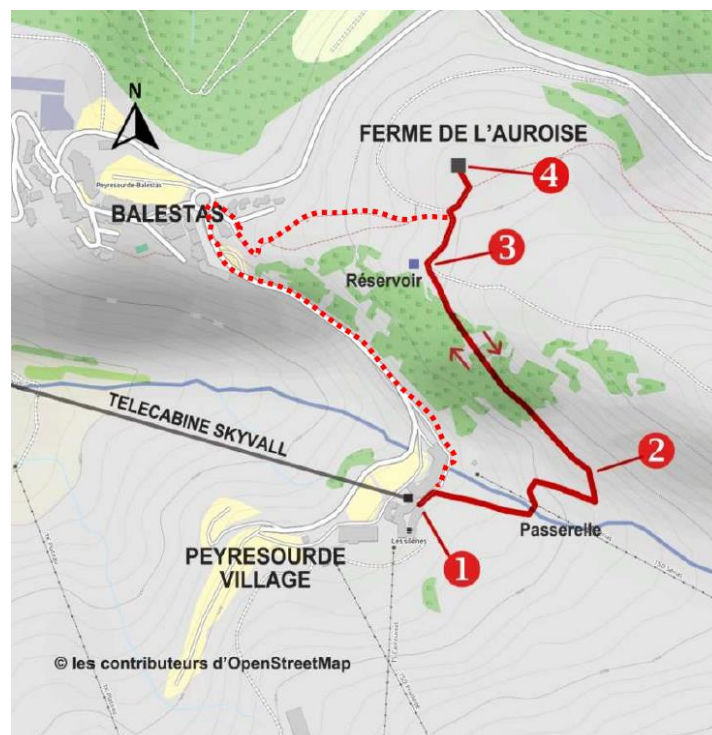 N
FERME DE L'AUROISE
4
Peyresourde-Balestas
BALESTAS
3
Réservoir
TELECABINE SKYVALL
2
Passerelle
Les Silènes
1
PEYRESOURDE
VILLAGE
© les contributeurs d'OpenStreetMap